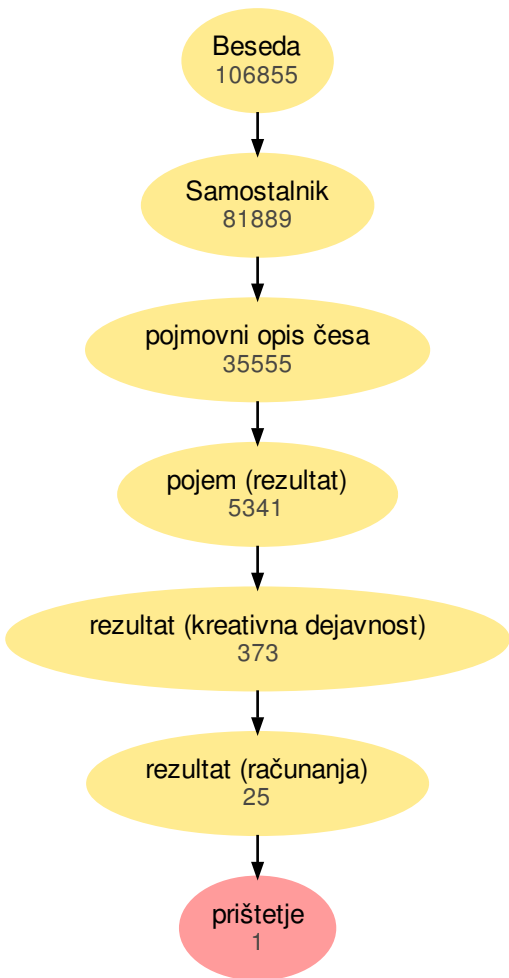 Beseda
106855
Samostalnik
81889
pojmovni opis česa
35555
pojem (rezultat)
5341
rezultat (kreativna dejavnost)
373
rezultat (računanja)
25
prištetje
1